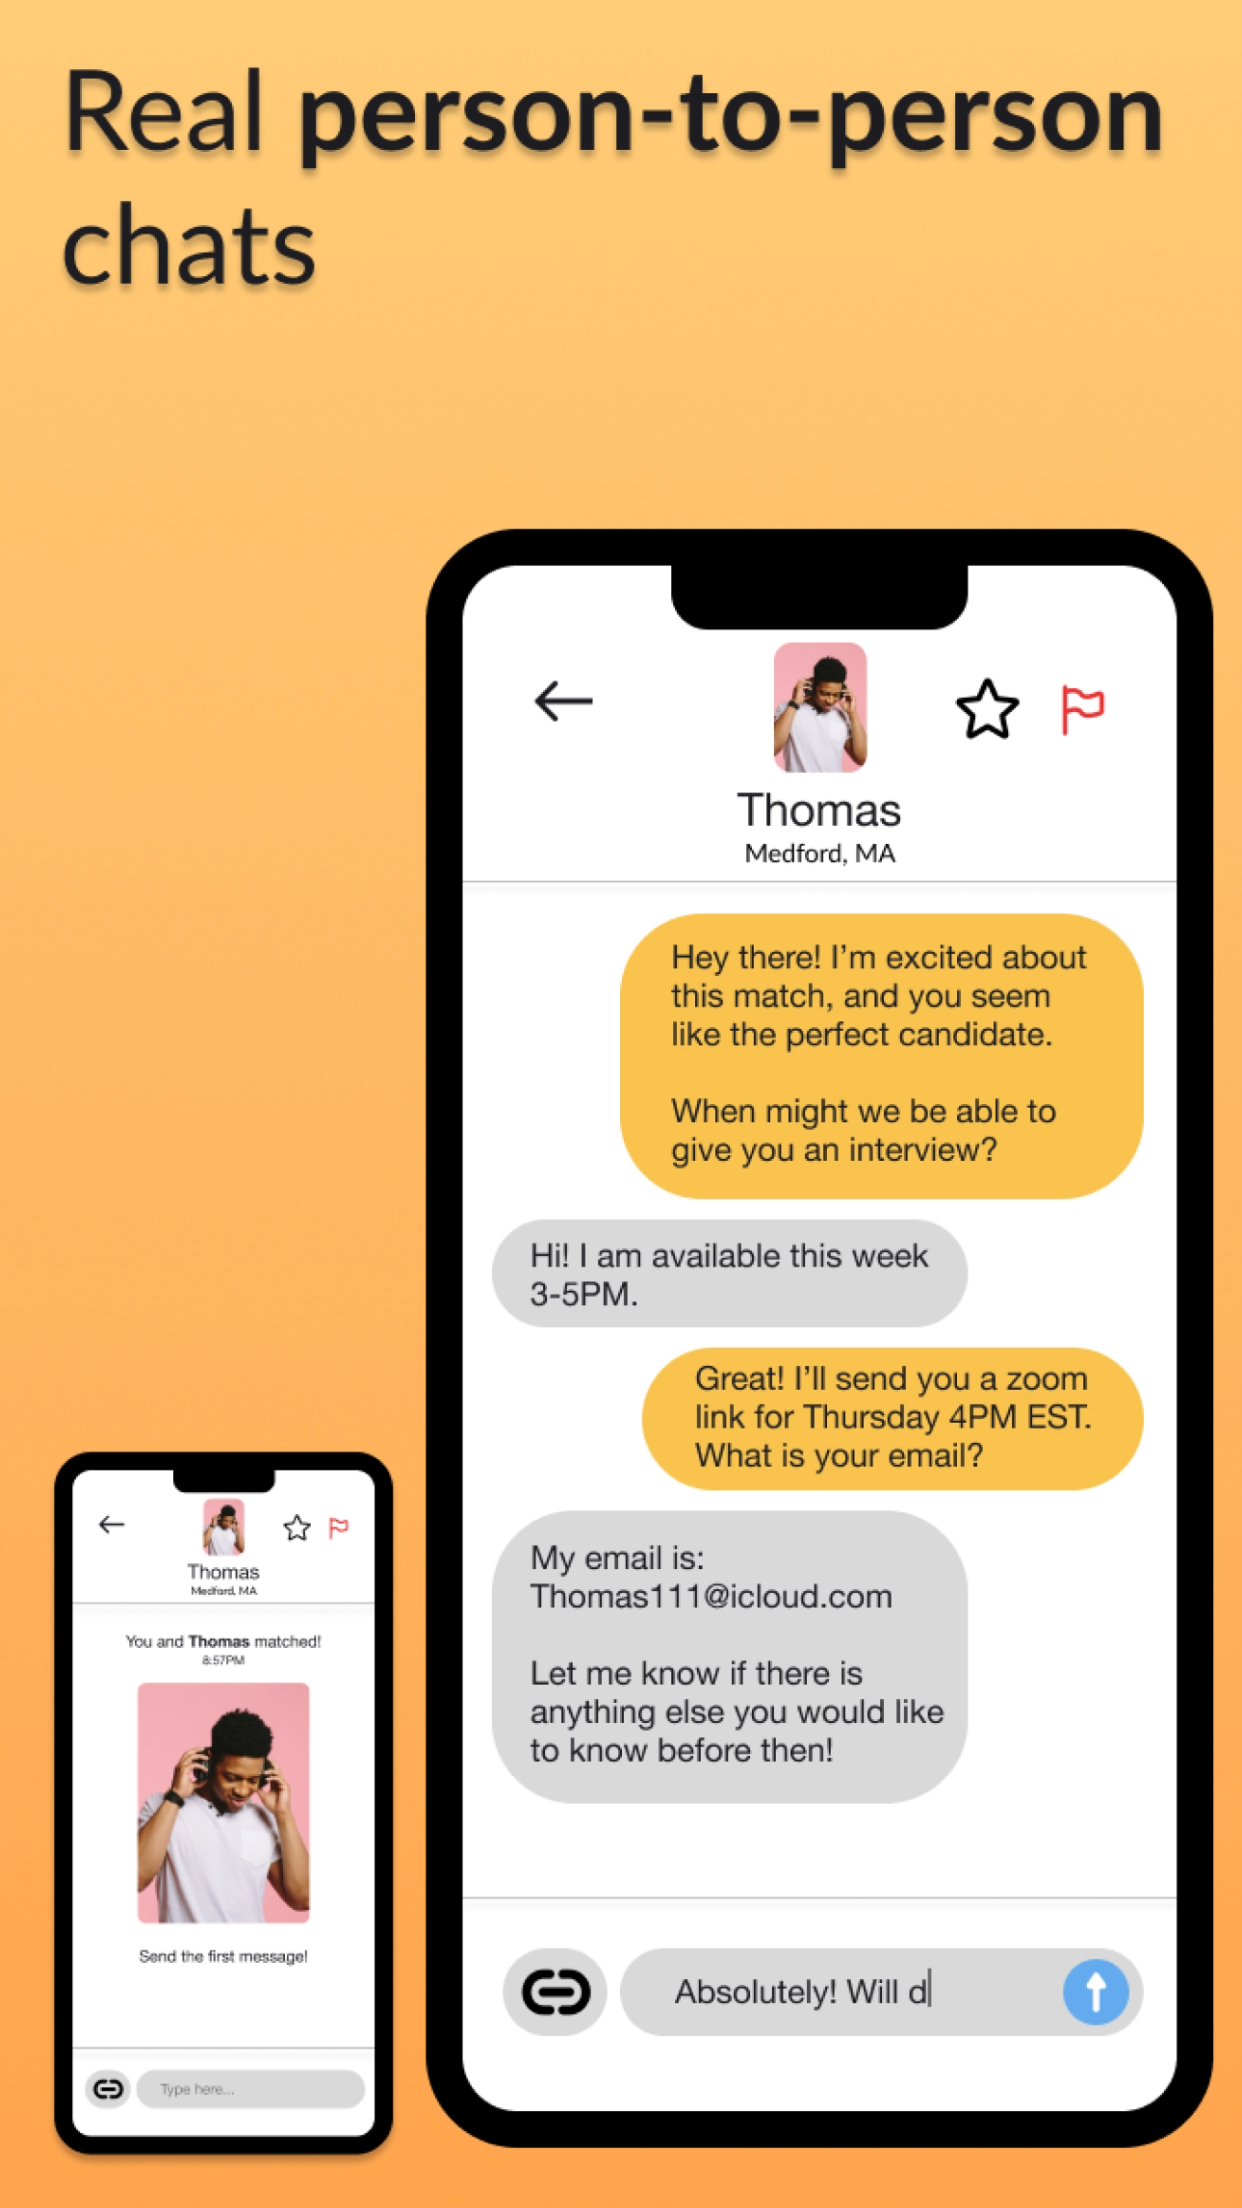 Real person-to-person
chats
Thomas
Medford, MA
Hey there! I’m excited about
this match, and you seem
like the perfect candidate.
When might we be able to
give you an interview?
Hi! I am available this week
3-5PM.
Great! I’ll send you a zoom
link for Thursday 4PM EST.
What is your email?
My email is:
Thomas111@icloud.com
Let me know if there is
anything else you would like
to know before then!
Absolutely! Will d
Thomas
Medford, MA
You and Thomas matched!
8:57PM
Send the first message!
Type here...